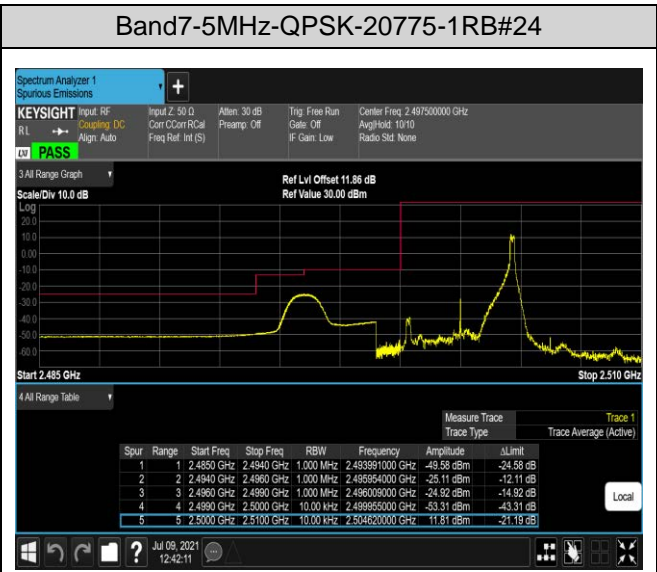 Band7-5MHz-QPSK-20775-1RB#24
Spectrum Analyzer 1
Spurious Emissions
+
KEYSIGHT Input: RF Input Z: 50 Ω Atten: 30 dB Trig: Free Run Center Freq: 2.497500000 GHz
RL Coupling: DC Corr CCorr RCal Preamp: Off Gate: Off Avg|Hold: 10/10
Align: Auto Freq Ref: Int (S) IF Gain: Low Radio Std: None
LXI PASS
3 All Range Graph
Ref Lvl Offset 11.86 dB
Scale/Div 10.0 dB Ref Value 30.00 dBm
Log
20.0
10.0
0.00
-10.0
-20.0
-30.0
-40.0
-50.0
-60.0
Start 2.485 GHz Stop 2.510 GHz
4 All Range Table
Measure Trace Trace 1
Trace Type Trace Average (Active)
Spur Range Start Freq Stop Freq RBW Frequency Amplitude ΔLimit
1 1 2.4850 GHz 2.4940 GHz 1.000 MHz 2.493991000 GHz -49.58 dBm -24.58 dB
2 2 2.4940 GHz 2.4960 GHz 1.000 MHz 2.495954000 GHz -25.11 dBm -12.11 dB
3 3 2.4960 GHz 2.4990 GHz 1.000 MHz 2.496009000 GHz -24.92 dBm -14.92 dB
4 4 2.4990 GHz 2.5000 GHz 10.00 kHz 2.499955000 GHz -53.31 dBm -43.31 dB
5 5 2.5000 GHz 2.5100 GHz 10.00 kHz 2.504620000 GHz 11.81 dBm -21.19 dB
Local
?
Jul 09, 2021
12:42:11